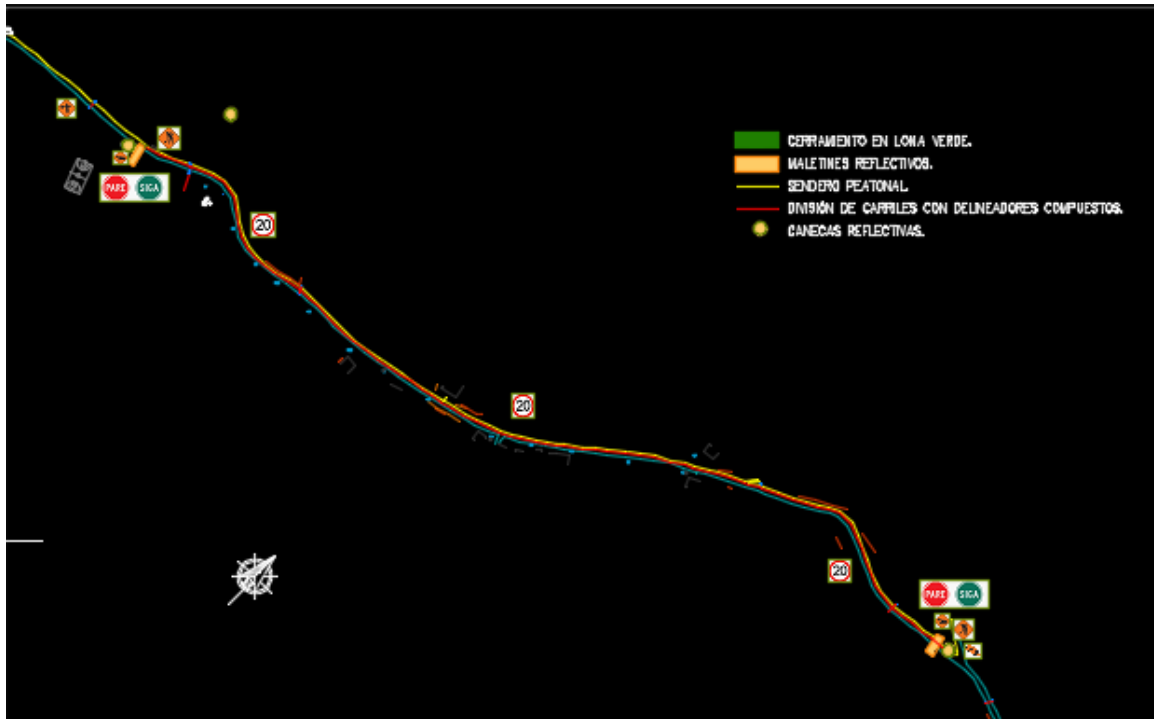 PARE SIGA
20
CERRAMIENTO EN LONA VERDE.
MALETINES REFLECTIVOS.
SENDERO PEATONAL
DIVISIÓN DE CARRILES CON DELINEADORES COMPUESTOS.
CANECAS REFLECTIVAS.
20
20
PARE SIGA